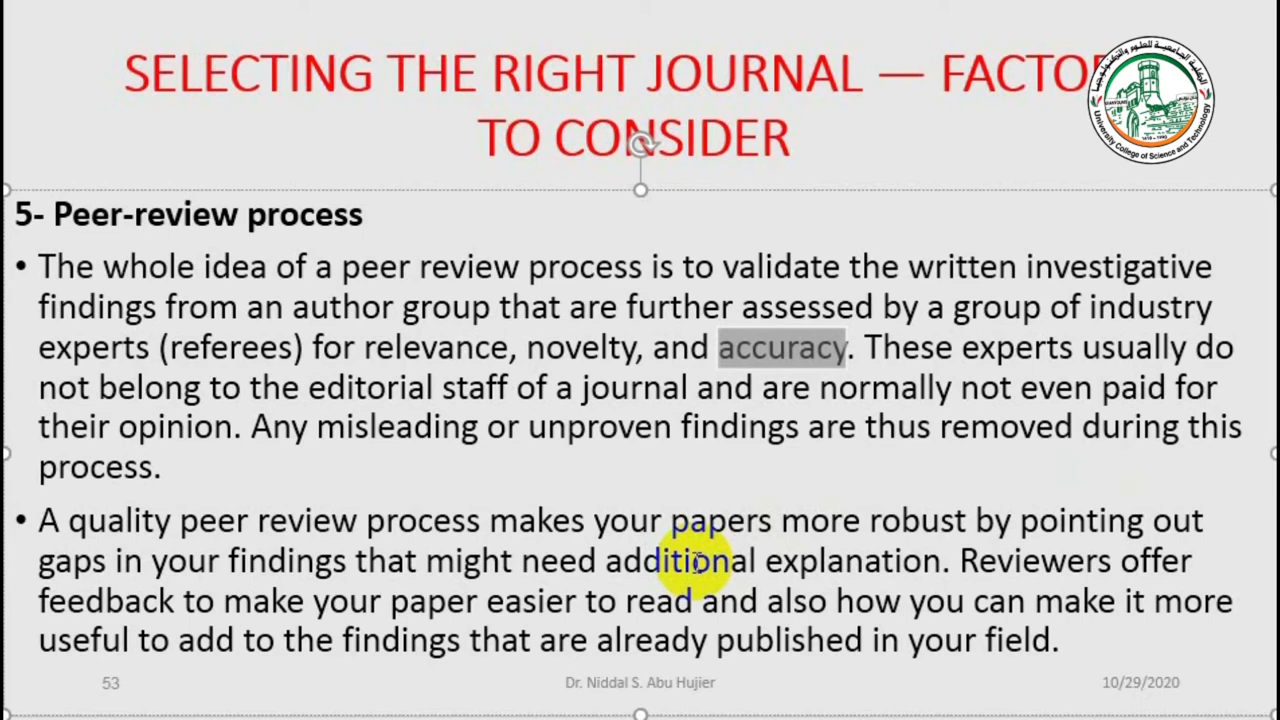 SELECTING THE RIGHT JOURNAL — FACTO
TO CONSIDER
University College of Science and Technology
5- Peer-review process
• The whole idea of a peer review process is to validate the written investigative
findings from an author group that are further assessed by a group of industry
experts (referees) for relevance, novelty, and accuracy. These experts usually do
not belong to the editorial staff of a journal and are normally not even paid for
their opinion. Any misleading or unproven findings are thus removed during this
process.
• A quality peer review process makes your papers more robust by pointing out
gaps in your findings that might need additional explanation. Reviewers offer
feedback to make your paper easier to read and also how you can make it more
useful to add to the findings that are already published in your field.
53
Dr. Niddal S. Abu Hujier
10/29/2020